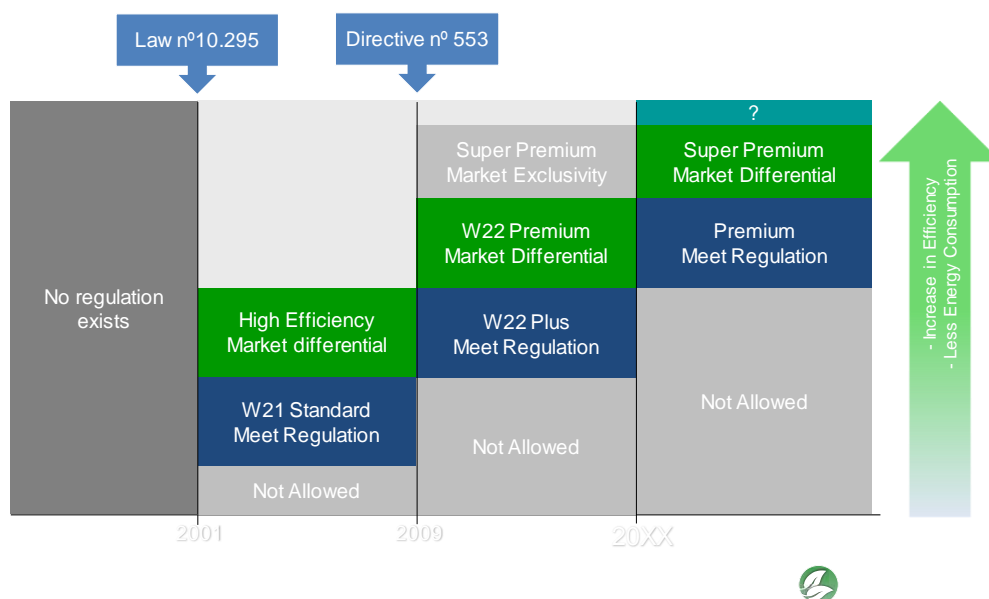 Law nº10.295
Directive nº 553
No regulation
exists
High Efficiency
Market differential
W21 Standard
Meet Regulation
Not Allowed
Super Premium
Market Exclusivity
W22 Premium
Market Differential
W22 Plus
Meet Regulation
Not Allowed
?
Super Premium
Market Differential
Premium
Meet Regulation
Not Allowed
- Increase in Efficiency
- Less Energy Consumption
2001
2009
20XX